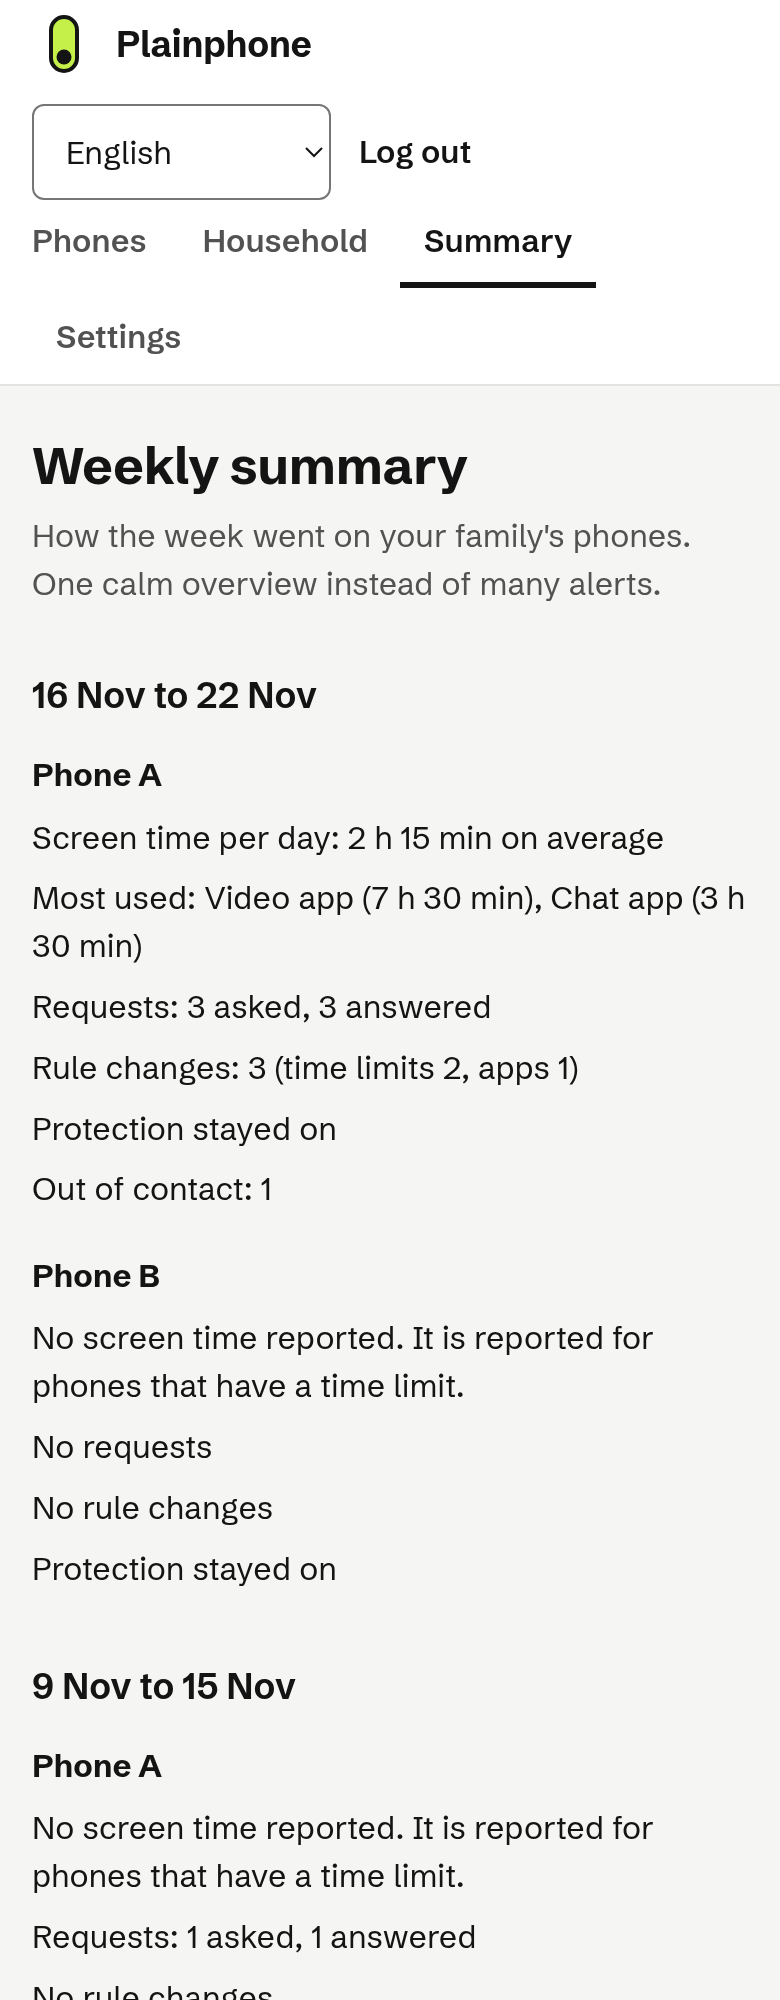 Plainphone
English
Log out
Phones
Household
Summary
Settings
Weekly summary
How the week went on your family's phones.
One calm overview instead of many alerts.
16 Nov to 22 Nov
Phone A
Screen time per day: 2 h 15 min on average
Most used: Video app (7 h 30 min), Chat app (3 h
30 min)
Requests: 3 asked, 3 answered
Rule changes: 3 (time limits 2, apps 1)
Protection stayed on
Out of contact: 1
Phone B
No screen time reported. It is reported for
phones that have a time limit.
No requests
No rule changes
Protection stayed on
9 Nov to 15 Nov
Phone A
No screen time reported. It is reported for
phones that have a time limit.
Requests: 1 asked, 1 answered
No rule changes